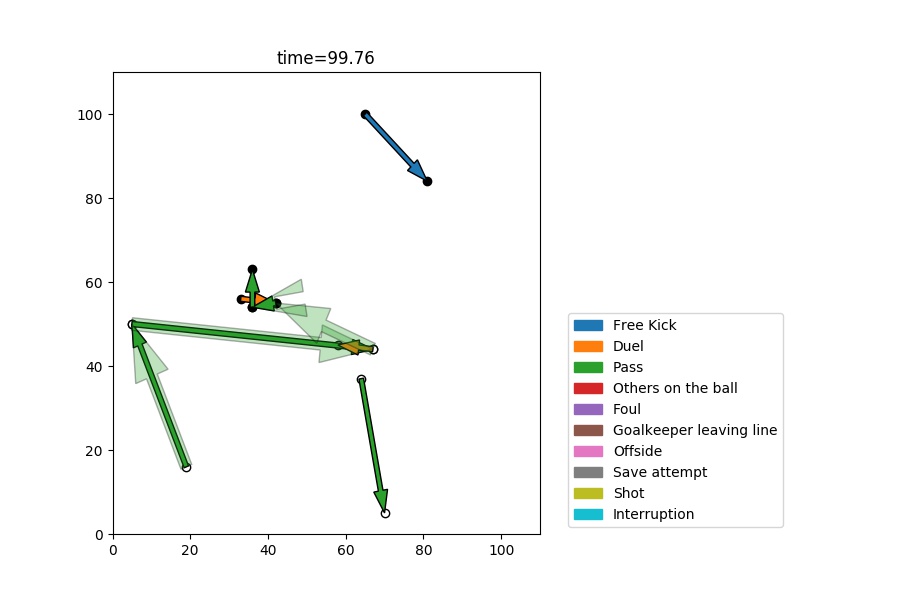 time=99.76
100
80
60
40
20
0
0 20 40 60 80 100
Free Kick
Duel
Pass
Others on the ball
Foul
Goalkeeper leaving line
Offside
Save attempt
Shot
Interruption